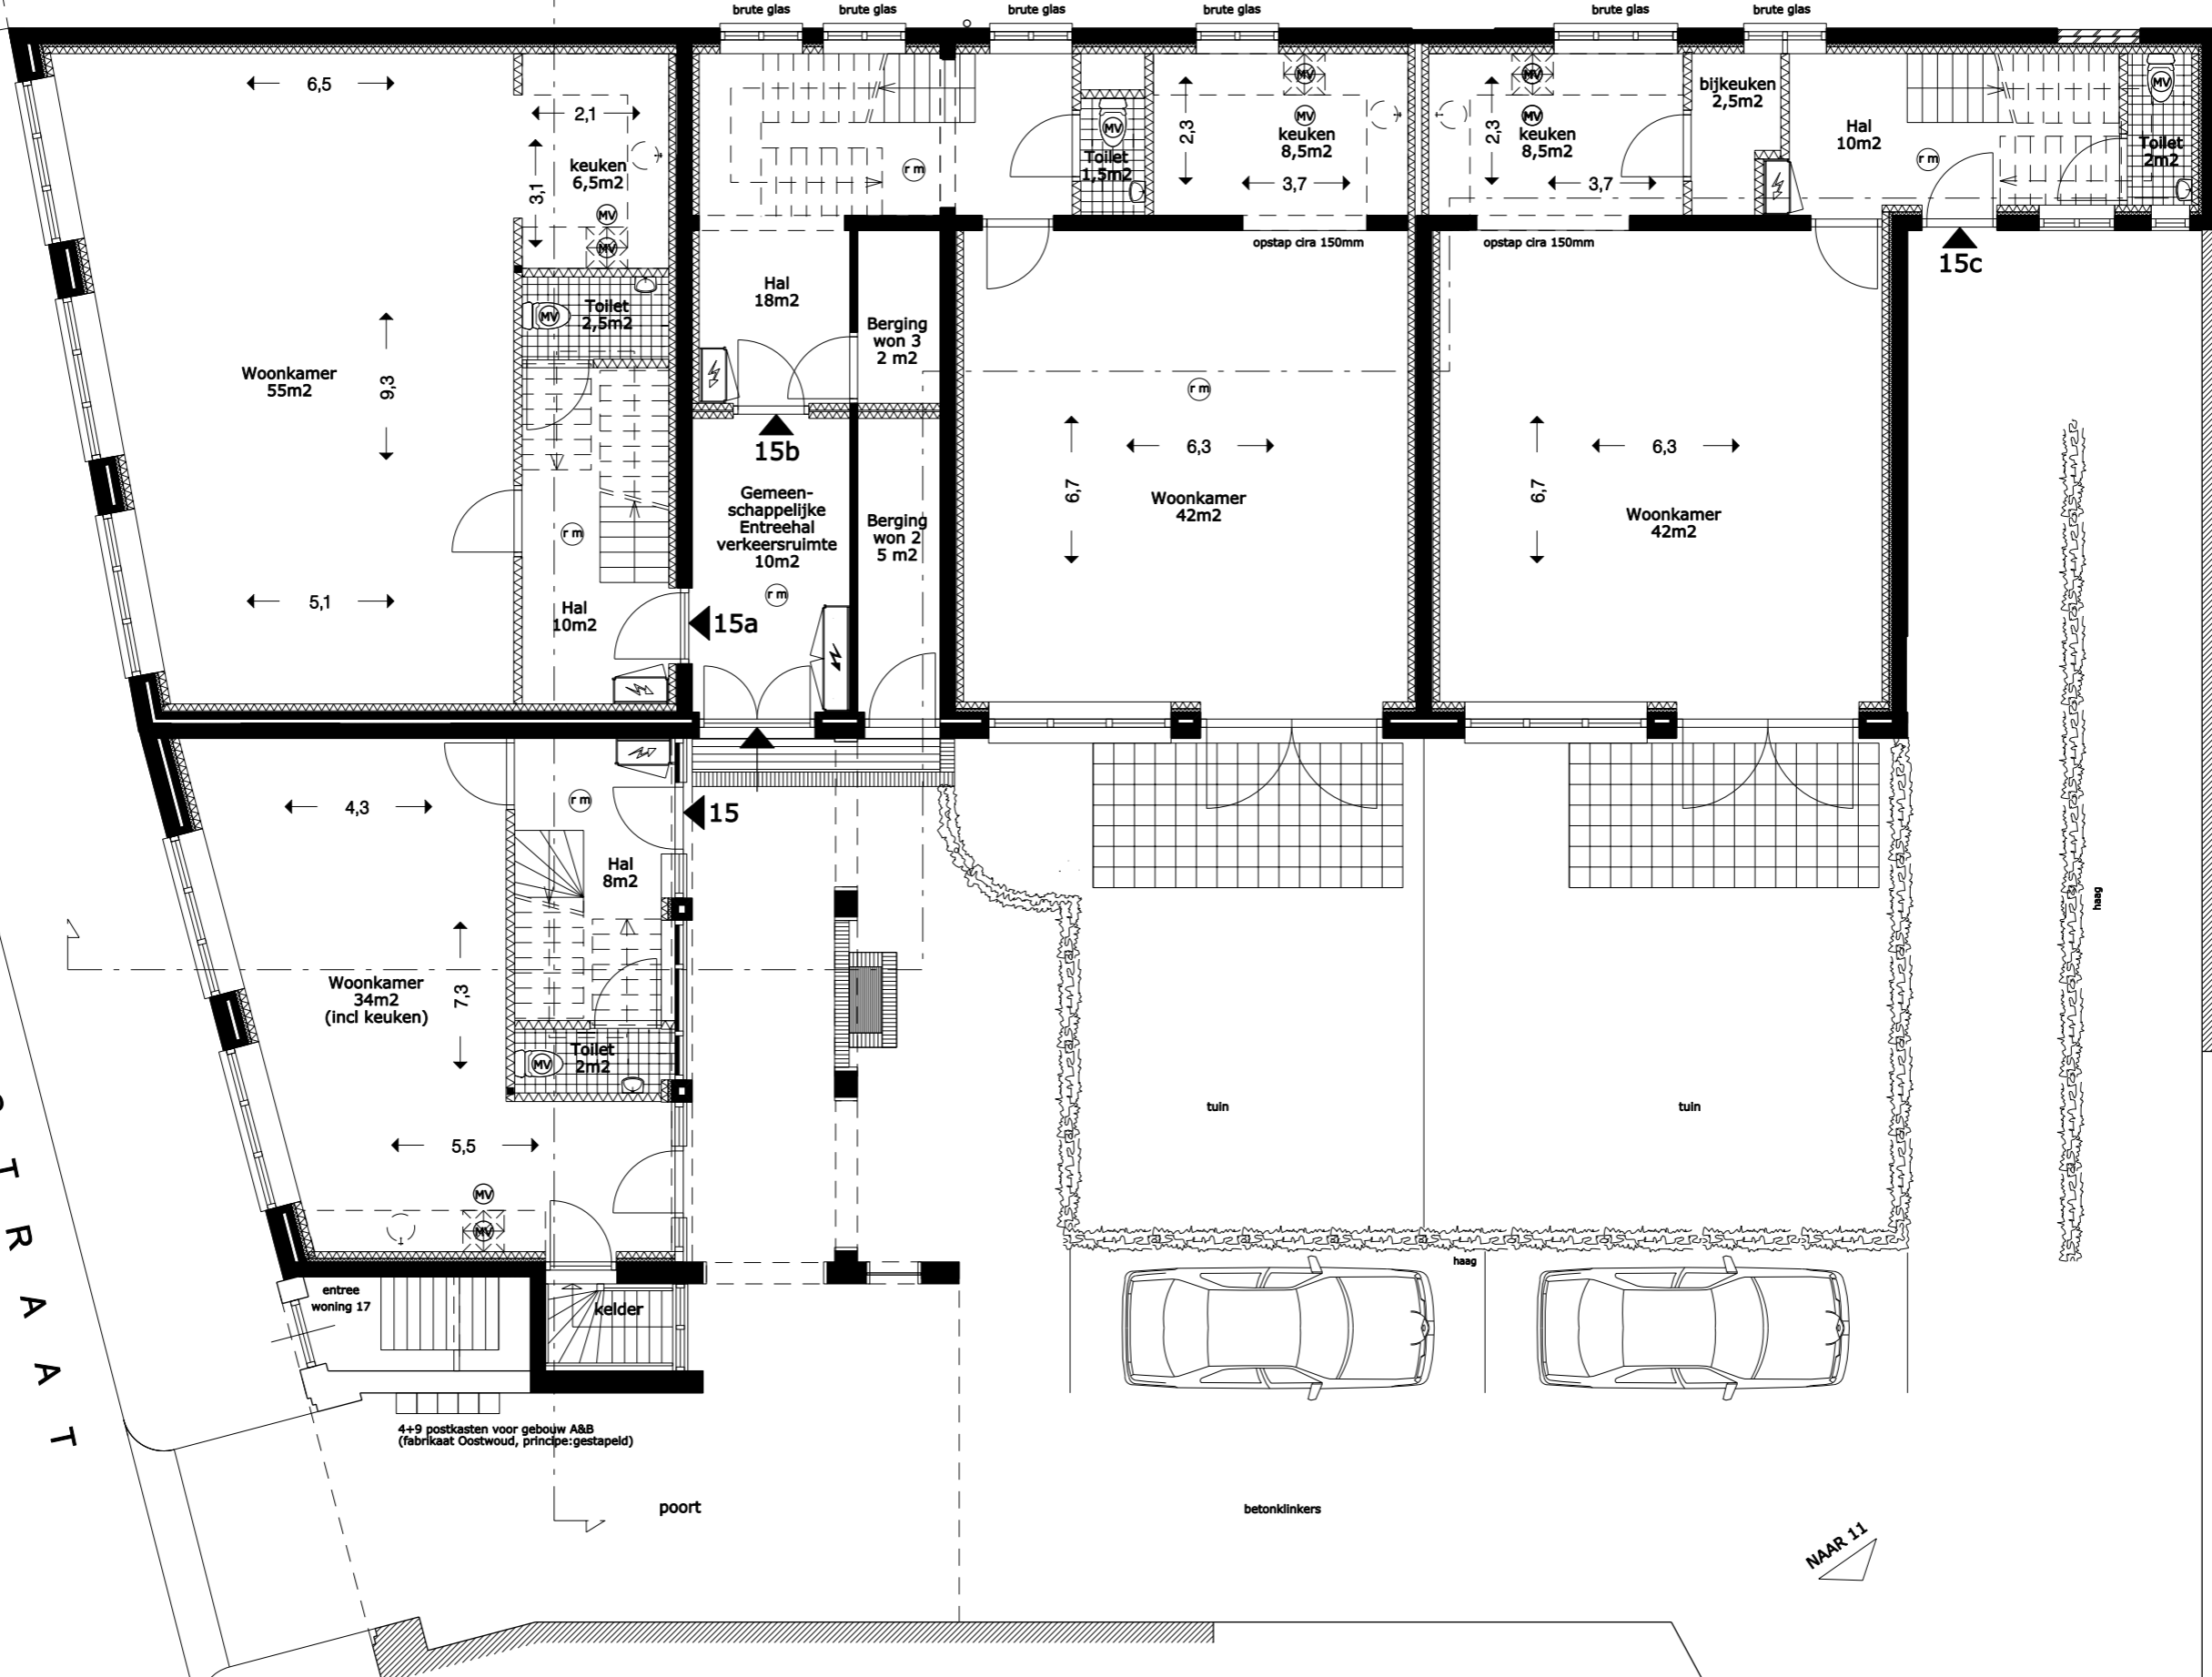 brute glas
brute glas
brute glas
brute glas
brute glas
brute glas
6,5
2,1
3,1
keuken
6,5m2
MV
MV
Toilet
2,5m2
MV
Woonkamer
55m2
9,3
5,1
r m
Hal
10m2
15a
r m
Hal
18m2
Berging
won 3
2 m2
15b
Gemeen-
schappelijke
Entreehal
verkeersruimte
10m2
r m
Berging
won 2
5 m2
MV
Toilet
1,5m2
2,3
MV
MV
keuken
8,5m2
3,7
opstap cira 150mm
r m
6,3
6,7
Woonkamer
42m2
2,3
MV
MV
keuken
8,5m2
3,7
opstap cira 150mm
bijkeuken
2,5m2
Hal
10m2
r m
MV
Toilet
2m2
15c
6,3
6,7
Woonkamer
42m2
4,3
r m
15
Hal
8m2
Woonkamer
34m2
(incl keuken)
7,3
Toilet
2m2
MV
5,5
MV
MV
tuin
tuin
haag
haag
entree
woning 17
kelder
4+9 postkasten voor gebouw A&B
(fabrikaat Oostwoud, principe:gestapeld)
poort
betonklinkers
NAAR 11
T R A A T